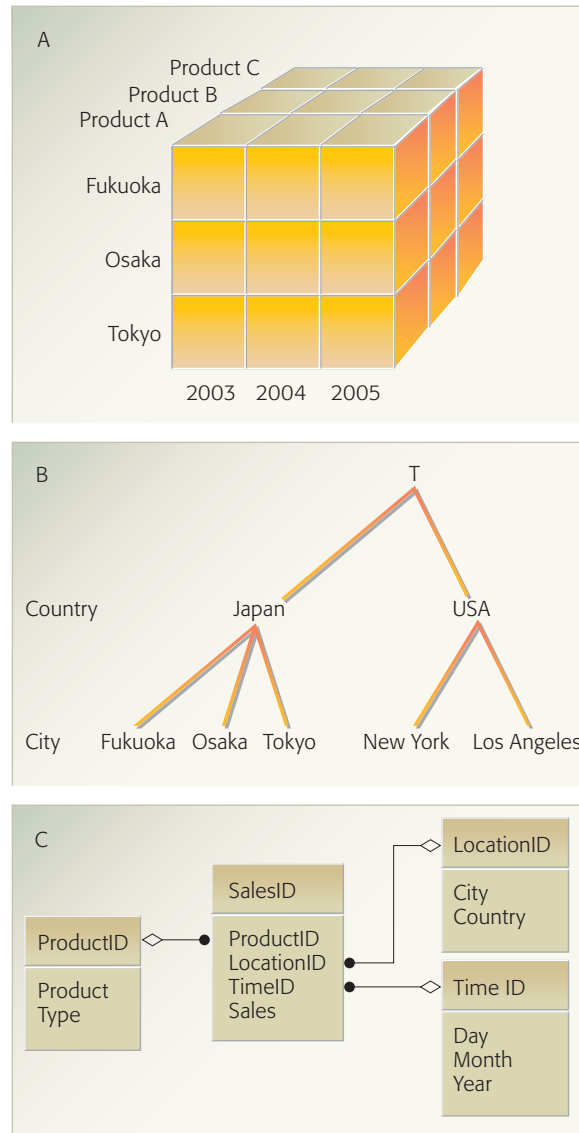 A
Product C
Product B
Product A
Fukuoka
Osaka
Tokyo
2003 2004 2005
B
T
Country Japan USA
City Fukuoka Osaka Tokyo New York Los Angeles
C
ProductID
Product
Type
SalesID
ProductID
LocationID
TimeID
Sales
LocationID
City
Country
Time ID
Day
Month
Year